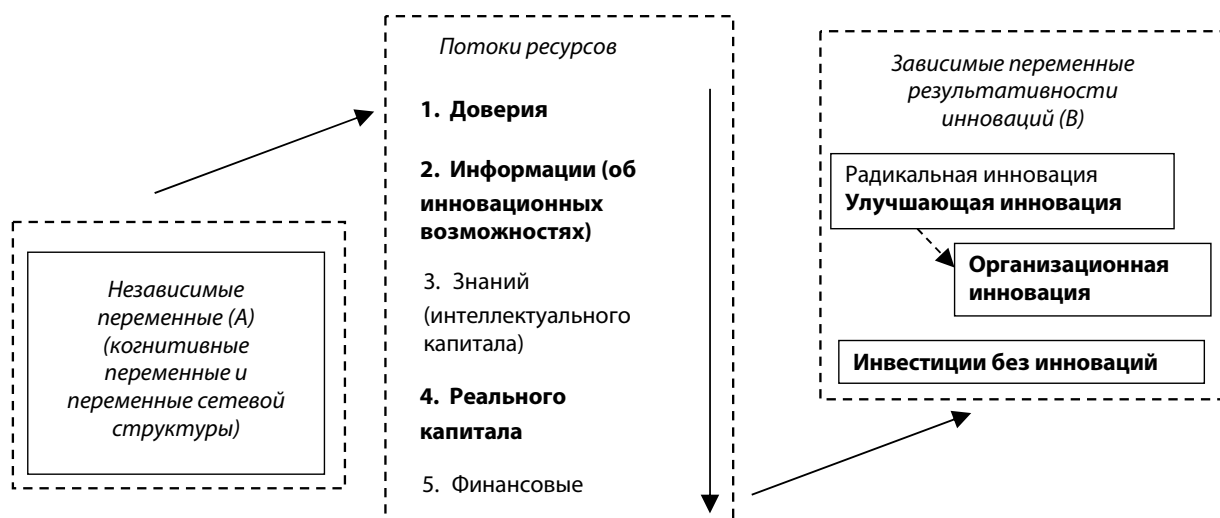 Независимые
переменные (А)
(когнитивные
переменные и
переменные сетевой
структуры)
Потоки ресурсов
1. Доверия
2. Информации (об
инновационных
возможностях)
3. Знаний
(интеллектуального
капитала)
4. Реального
капитала
5. Финансовые
Зависимые переменные
результативности
инноваций (В)
Радикальная инновация
Улучшающая инновация
Организационная
инновация
Инвестиции без инноваций